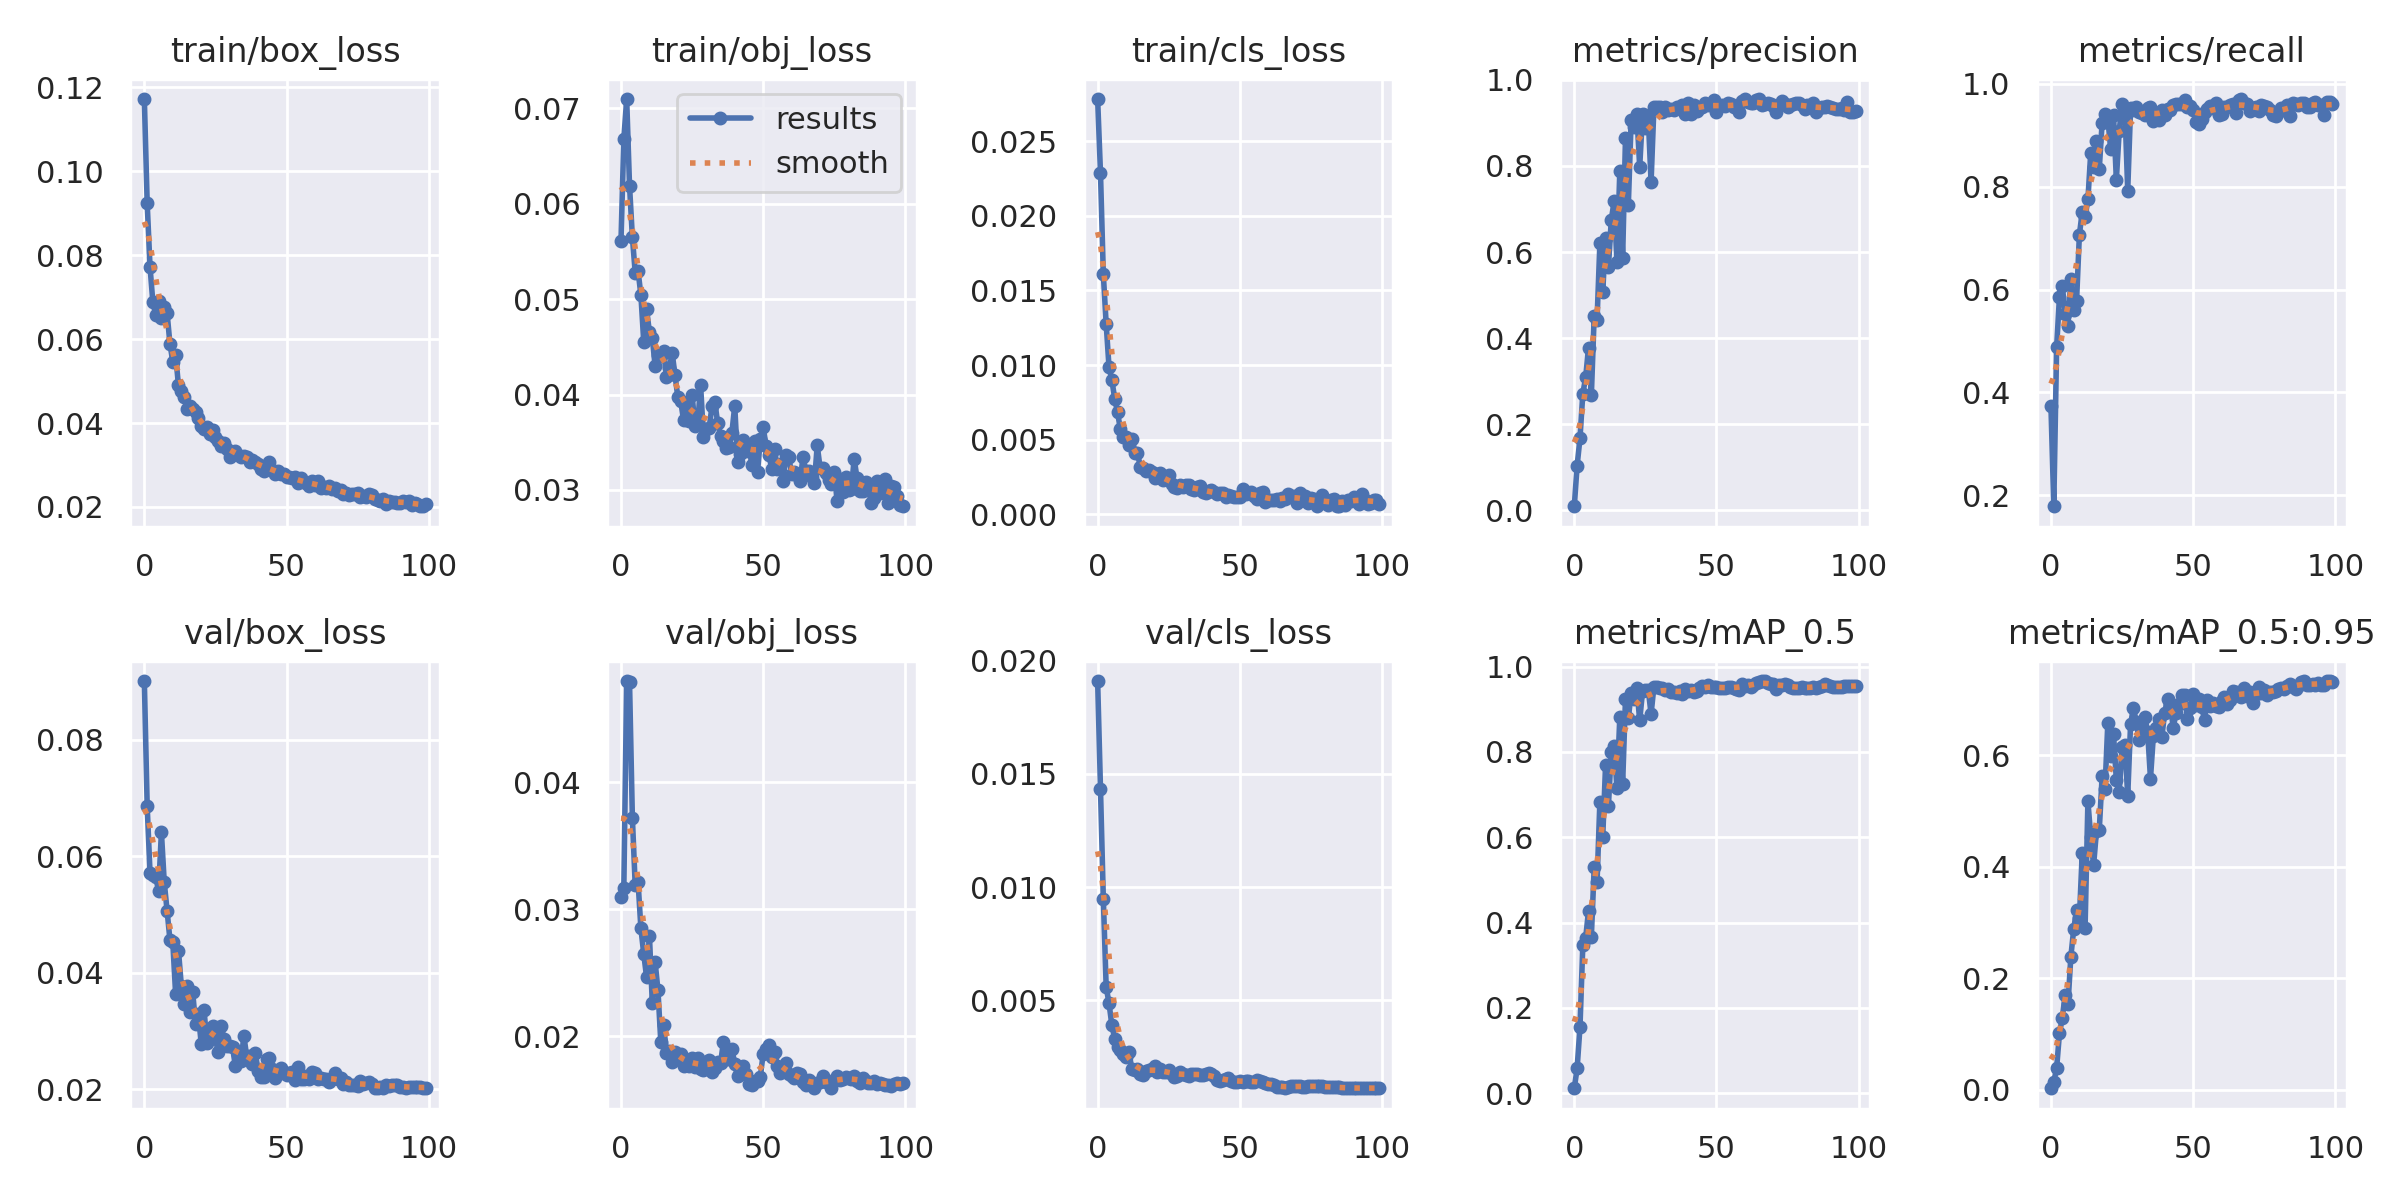 train/box_loss
0.12
0.10
0.08
0.06
0.04
0.02
0 50 100
train/obj_loss
results
smooth
0.07
0.06
0.05
0.04
0.03
0 50 100
train/cls_loss
0.025
0.020
0.015
0.010
0.005
0.000
0 50 100
metrics/precision
1.0
0.8
0.6
0.4
0.2
0.0
0 50 100
metrics/recall
1.0
0.8
0.6
0.4
0.2
0 50 100
val/box_loss
0.08
0.06
0.04
0.02
0 50 100
val/obj_loss
0.04
0.03
0.02
0 50 100
val/cls_loss
0.020
0.015
0.010
0.005
0 50 100
metrics/mAP_0.5
1.0
0.8
0.6
0.4
0.2
0.0
0 50 100
metrics/mAP_0.5:0.95
0.6
0.4
0.2
0.0
0 50 100